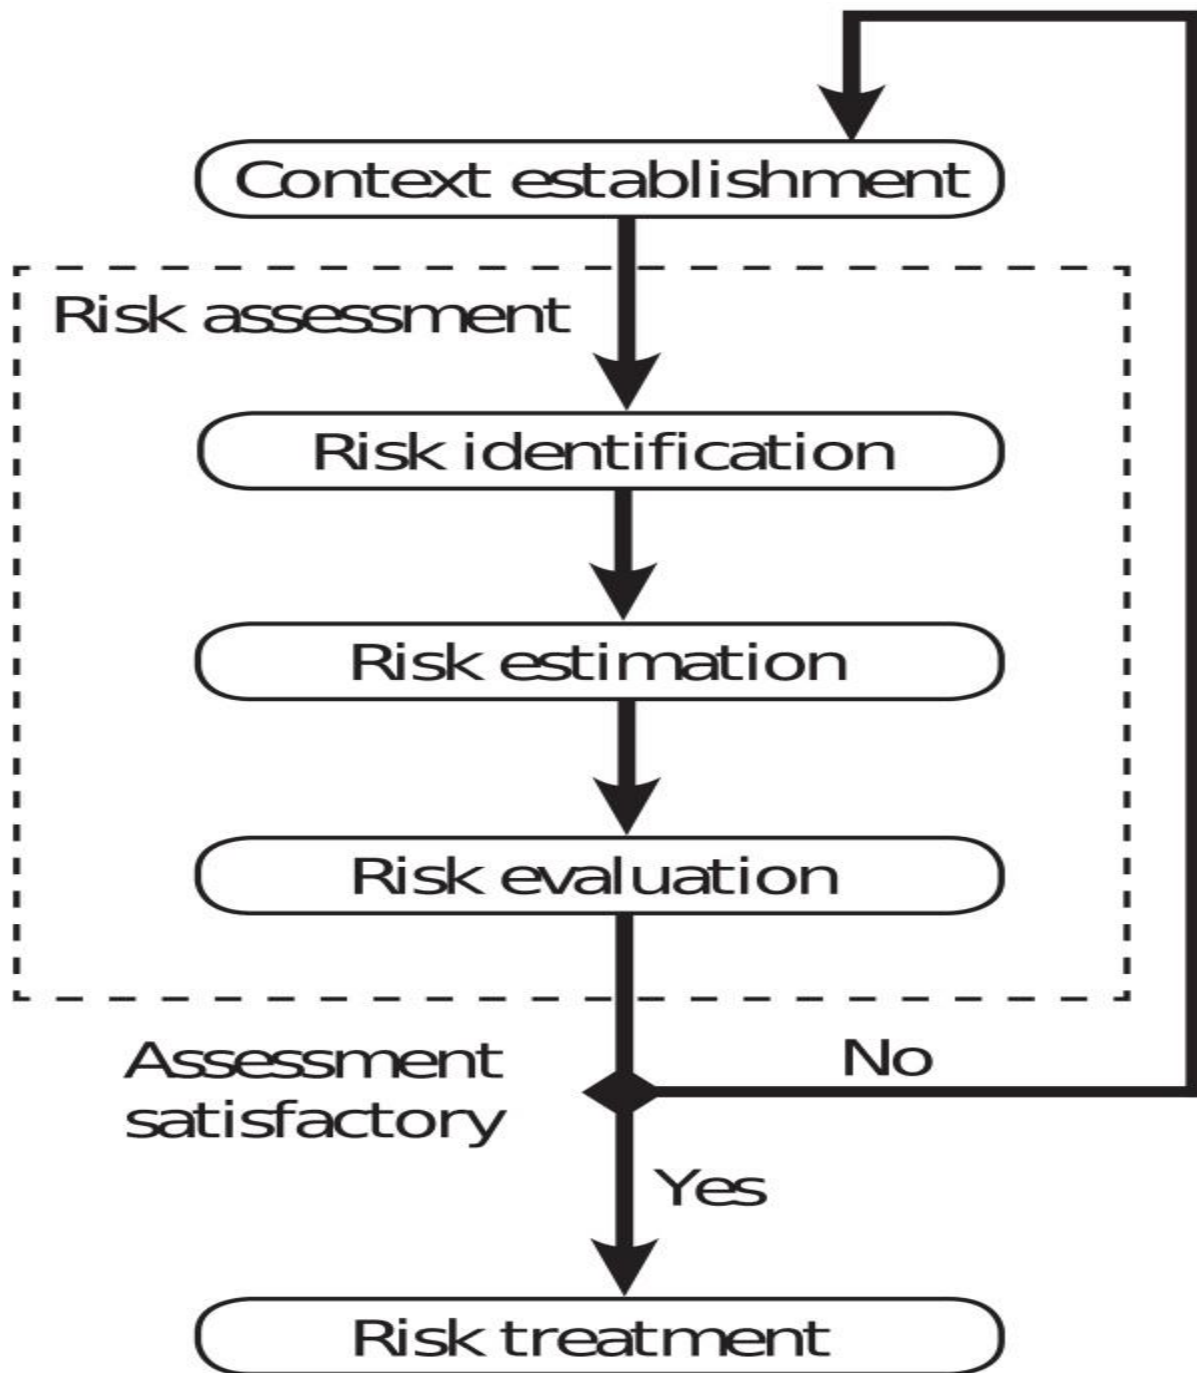 Context establishment
Risk assessment
Risk identification
Risk estimation
Risk evaluation
Assessment
satisfactory
No
Yes
Risk treatment